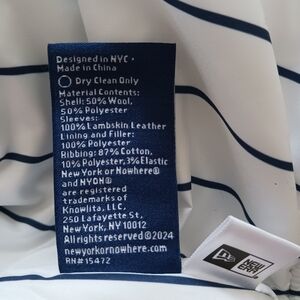 Designed in NYC •
Made in China
Dry Clean Only
Material Contents:
Shell: 50% Wool,
50% Polyester
Sleeves:
100% Lambskin Leather
Lining and Filler:
100% Polyester
Ribbing: 87% Cotton,
10% Polyester, 3% Elastic
New York or Nowhere®
and NYON®
are registered
trademarks of
Knowlita, LLC,
250 Lafayette St,
New York, NY 10012
All rights reserved ©2024
newyorkornowhere.com
RN#15472
NEW ERA